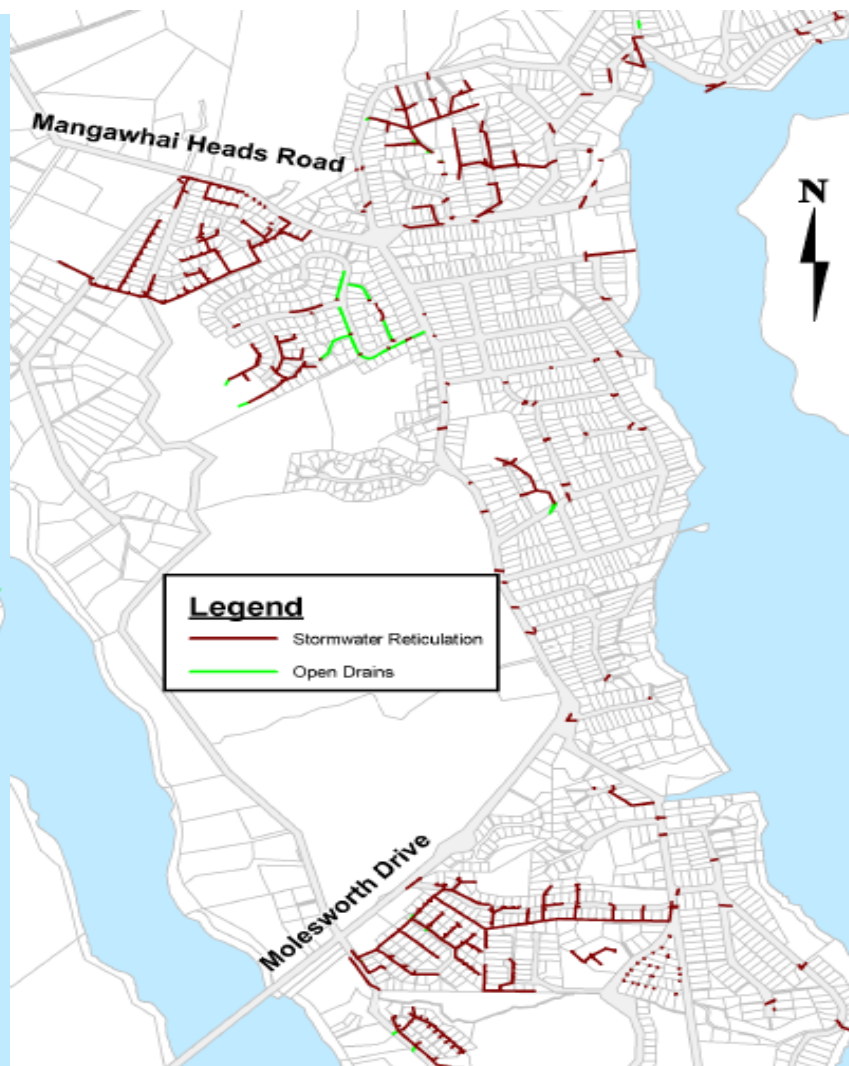 Mangawhai Heads Road
N
Legend
Stormwater Reticulation
Open Drains
Molesworth Drive